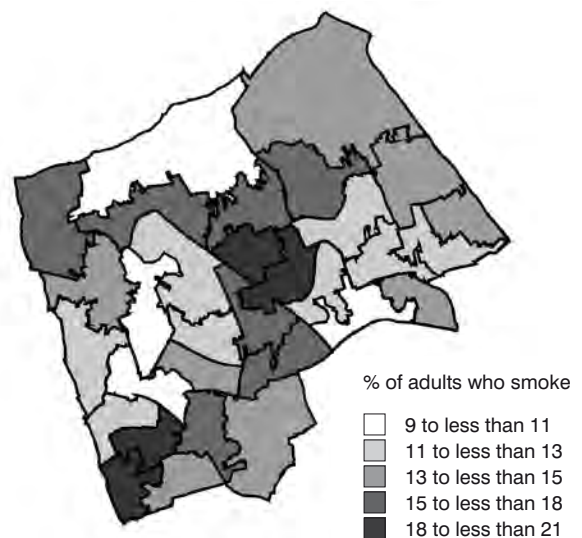 % of adults who smoke
9 to less than 11
11 to less than 13
13 to less than 15
15 to less than 18
18 to less than 21